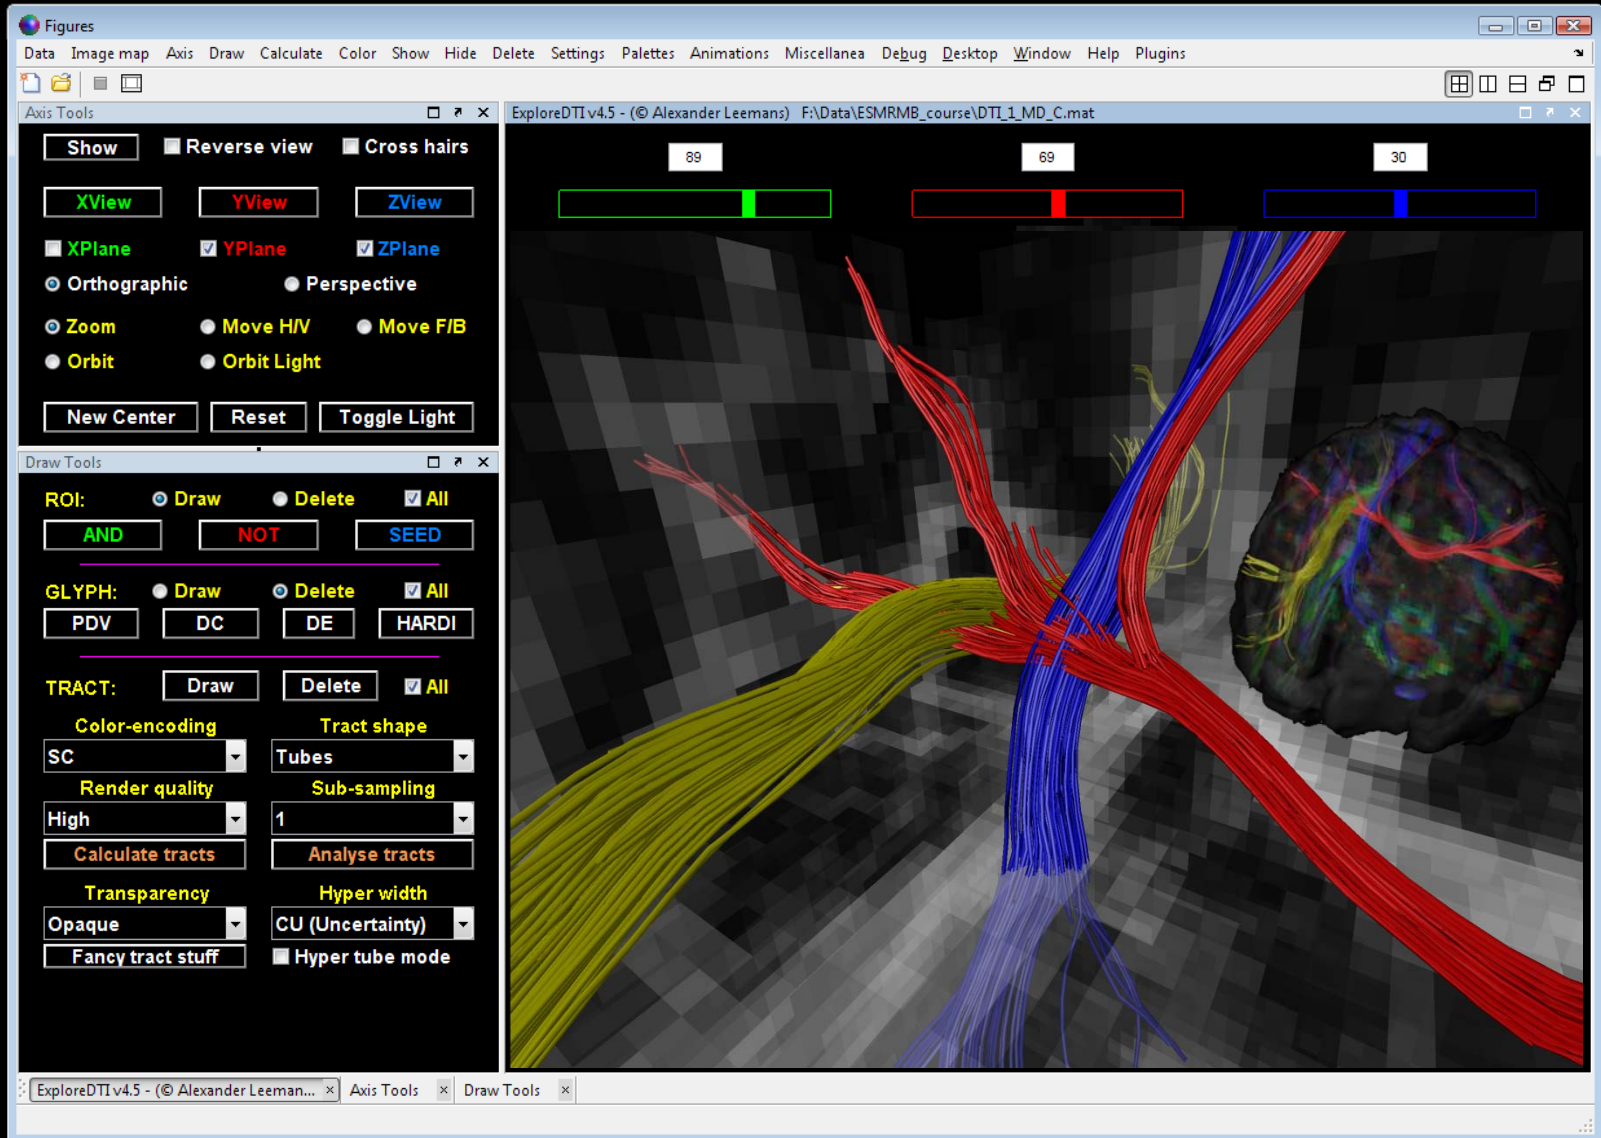 Figures
Data Image map Axis Draw Calculate Color Show Hide Delete Settings Palettes Animations Miscellanea Debug Desktop Window Help Plugins
Axis Tools
Show Reverse view Cross hairs
XView YView ZView
XPlane YPlane ZPlane
Orthographic Perspective
Zoom Move H/V Move F/B
Orbit Orbit Light
New Center Reset Toggle Light
Draw Tools
ROI: Draw Delete All
AND NOT SEED
GLYPH: Draw Delete All
PDV DC DE HARDI
TRACT: Draw Delete All
Color-encoding Tract shape
SC Tubes
Render quality Sub-sampling
High 1
Calculate tracts Analyse tracts
Transparency Hyper width
Opaque CU (Uncertainty)
Fancy tract stuff Hyper tube mode
ExploreDTI v4.5 - (© Alexander Leemans) F:\Data\ESMRMB_course\DTI_1_MD_C.mat
89 69 30
ExploreDTI v4.5 - (© Alexander Leeman... Axis Tools Draw Tools